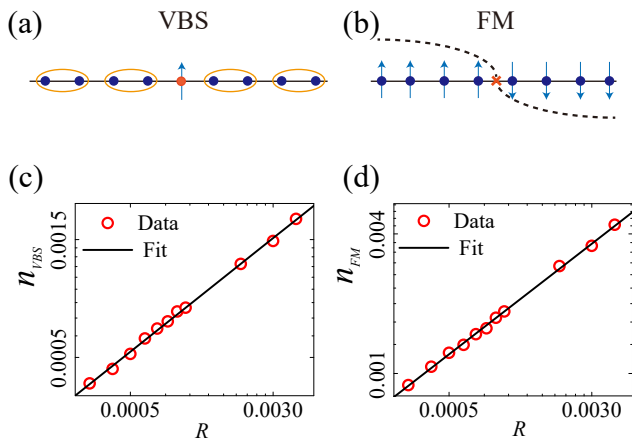 (a) VBS
(b) FM
(c)
n_VBS
0.0015
0.0005
Data
Fit
0.0005 0.0030
R
(d)
n_FM
0.004
0.001
Data
Fit
0.0005 0.0030
R